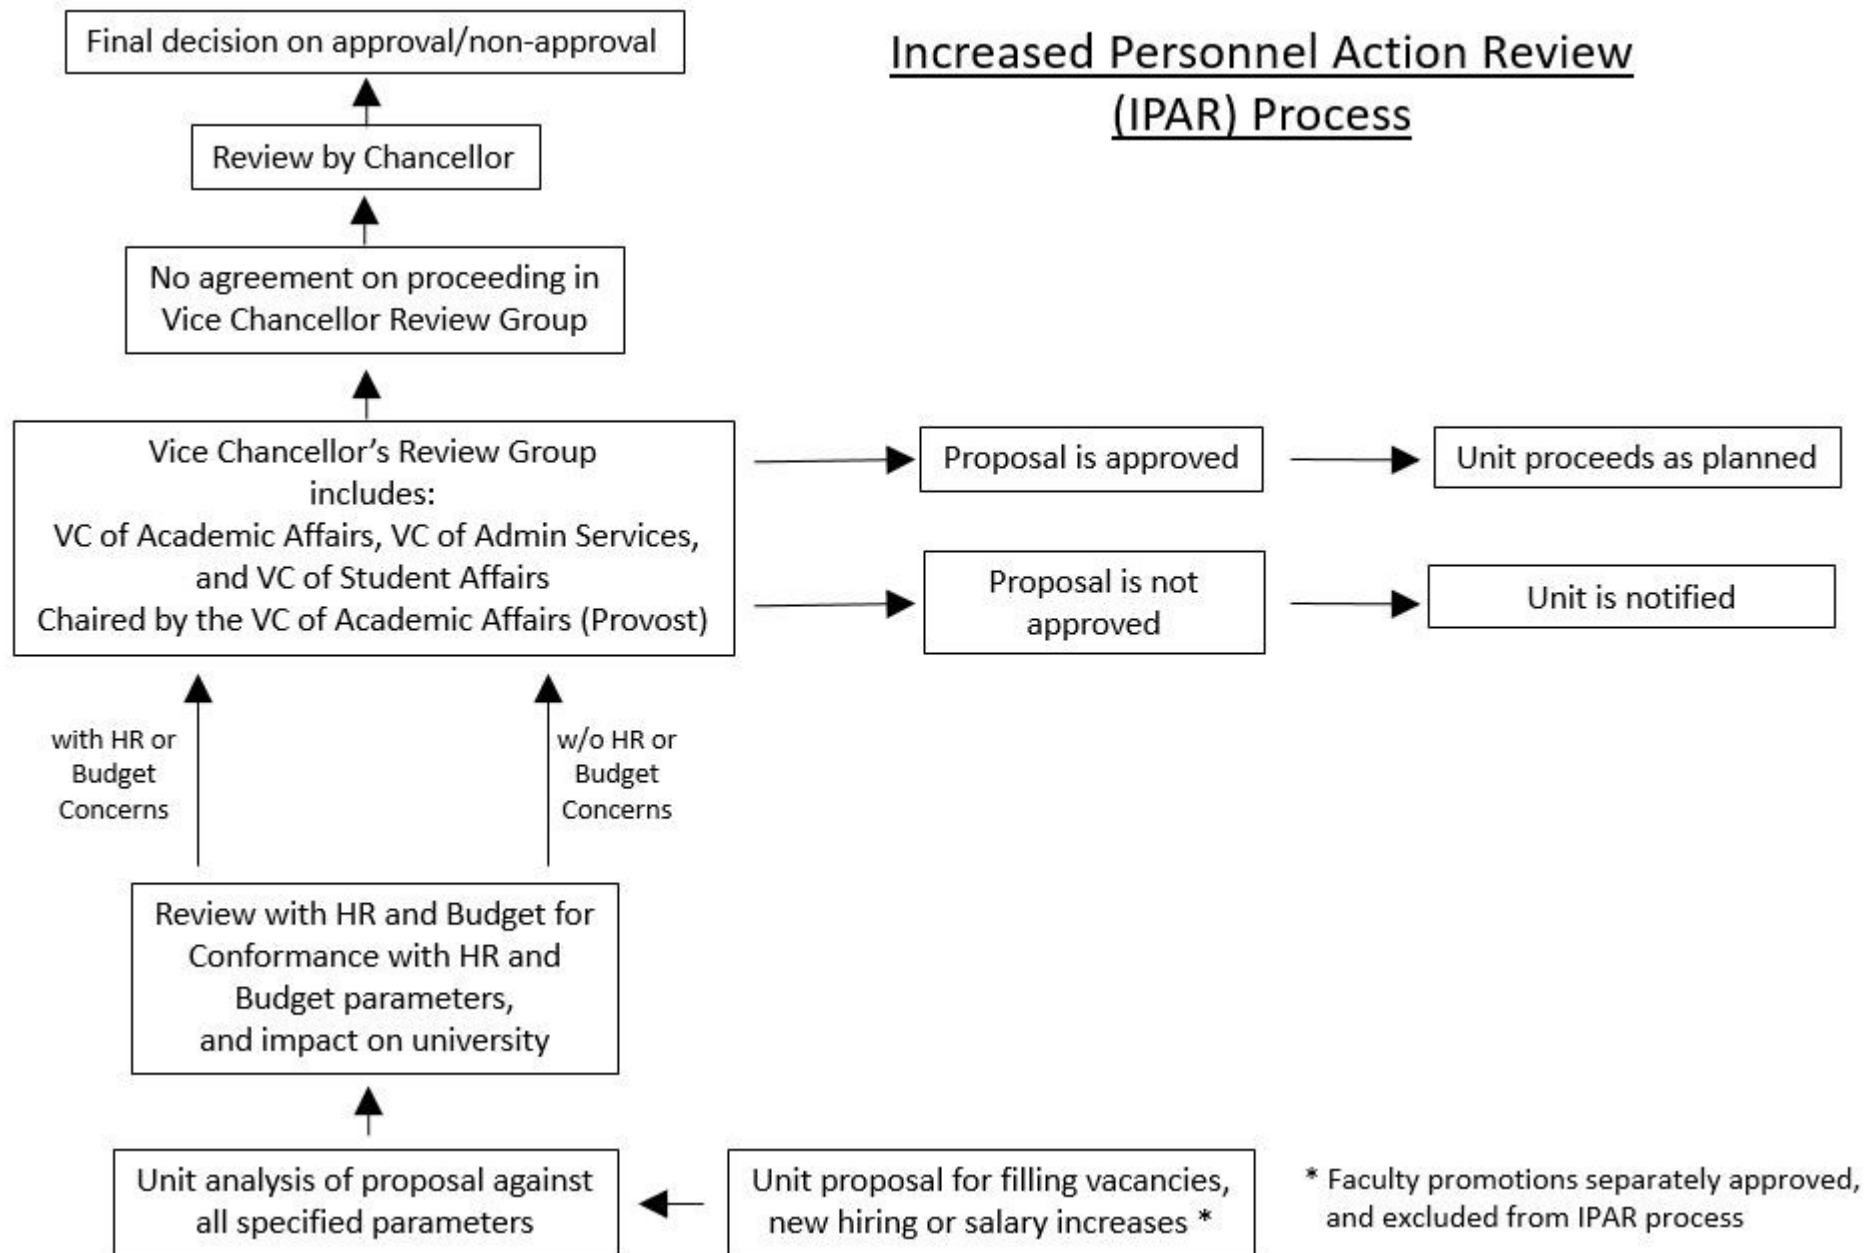 Increased Personnel Action Review
(IPAR) Process
Final decision on approval/non-approval
Review by Chancellor
No agreement on proceeding in
Vice Chancellor Review Group
Vice Chancellor’s Review Group
includes:
VC of Academic Affairs, VC of Admin Services,
and VC of Student Affairs
Chaired by the VC of Academic Affairs (Provost)
Proposal is approved
Unit proceeds as planned
Proposal is not
approved
Unit is notified
with HR or
Budget
Concerns
w/o HR or
Budget
Concerns
Review with HR and Budget for
Conformance with HR and
Budget parameters,
and impact on university
Unit analysis of proposal against
all specified parameters
Unit proposal for filling vacancies,
new hiring or salary increases *
* Faculty promotions separately approved,
and excluded from IPAR process